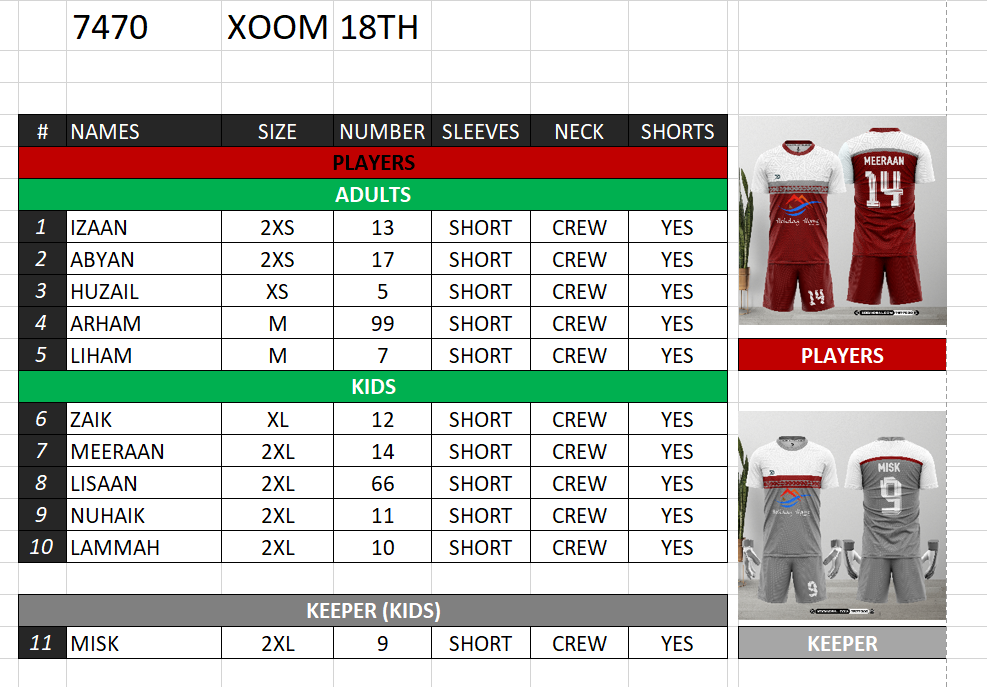 7470 XOOM 18TH
# NAMES SIZE NUMBER SLEEVES NECK SHORTS
PLAYERS
ADULTS
1 IZAAN 2XS 13 SHORT CREW YES
2 ABYAN 2XS 17 SHORT CREW YES
3 HUZAIL XS 5 SHORT CREW YES
4 ARHAM M 99 SHORT CREW YES
5 LIHAM M 7 SHORT CREW YES
KIDS
6 ZAIK XL 12 SHORT CREW YES
7 MEERAAN 2XL 14 SHORT CREW YES
8 LISAAN 2XL 66 SHORT CREW YES
9 NUHAIK 2XL 11 SHORT CREW YES
10 LAMMAH 2XL 10 SHORT CREW YES
KEEPER (KIDS)
11 MISK 2XL 9 SHORT CREW YES
MEERAAN
14
14
PLAYERS
MISK
9
9
KEEPER